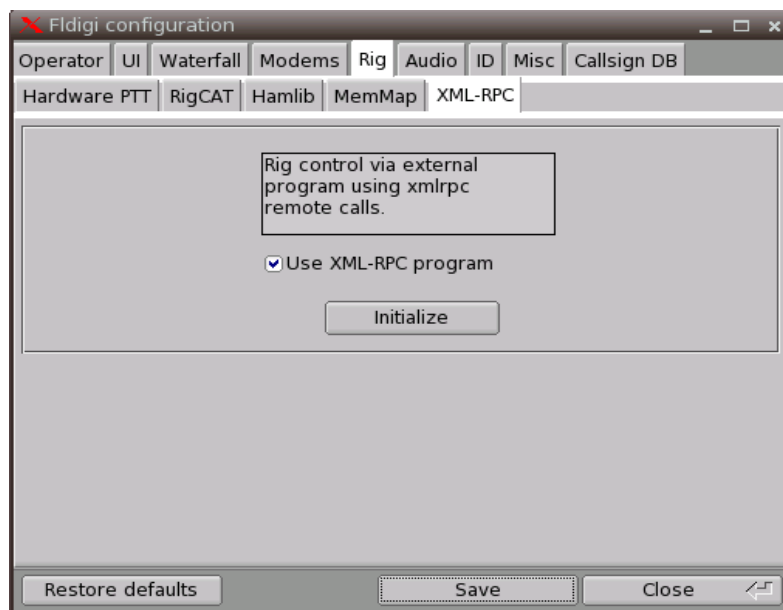 Fldigi configuration
Operator UI Waterfall Modems Rig Audio ID Misc Callsign DB
Hardware PTT RigCAT Hamlib MemMap XML-RPC
Rig control via external
program using xmlrpc
remote calls.
Use XML-RPC program
Initialize
Restore defaults Save Close